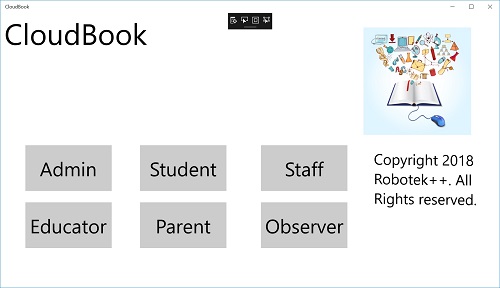 CloudBook
CloudBook
Admin
Student
Staff
Educator
Parent
Observer
Copyright 2018
Robotek++. All
Rights reserved.